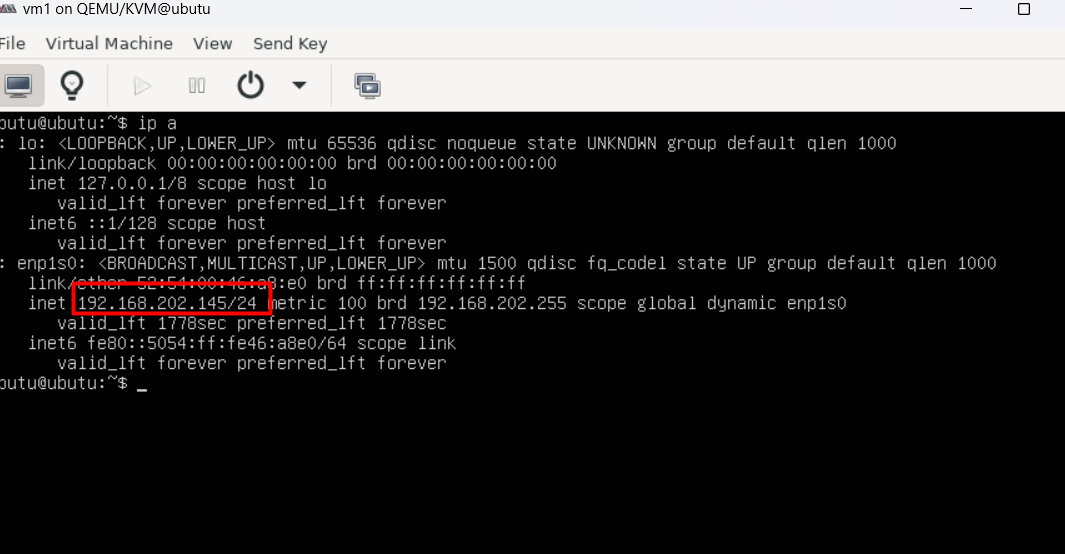 vm1 on QEMU/KVM@ubutu
File Virtual Machine View Send Key
butu@ubutu:~$ ip a
: lo: <LOOPBACK,UP,LOWER_UP> mtu 65536 qdisc noqueue state UNKNOWN group default qlen 1000
link/loopback 00:00:00:00:00:00 brd 00:00:00:00:00:00
inet 127.0.0.1/8 scope host lo
valid_lft forever preferred_lft forever
inet6 ::1/128 scope host
valid_lft forever preferred_lft forever
: enp1s0: <BROADCAST,MULTICAST,UP,LOWER_UP> mtu 1500 qdisc fq_codel state UP group default qlen 1000
link/ether 52:54:00:46:a8:e0 brd ff:ff:ff:ff:ff:ff
inet 192.168.202.145/24 metric 100 brd 192.168.202.255 scope global dynamic enp1s0
valid_lft 1778sec preferred_lft 1778sec
inet6 fe80::5054:ff:fe46:a8e0/64 scope link
valid_lft forever preferred_lft forever
butu@ubutu:~$ _